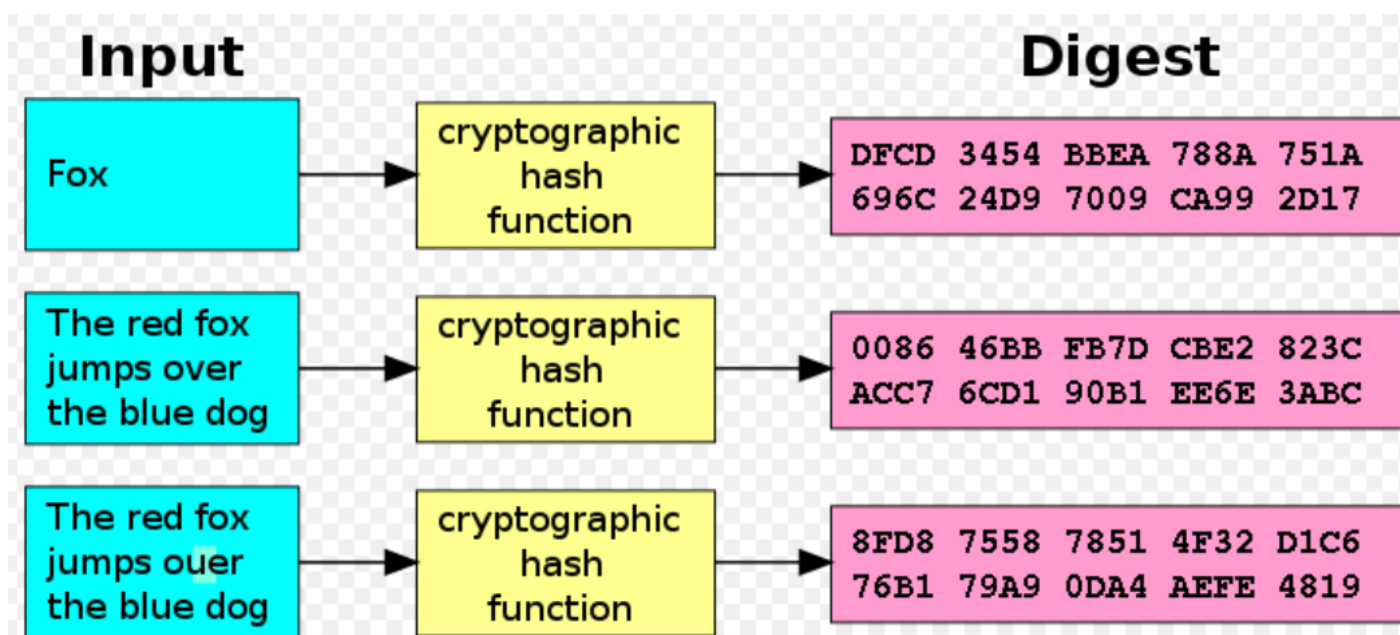 Input
Digest
Fox
cryptographic
hash
function
DFCD 3454 BBEA 788A 751A
696C 24D9 7009 CA99 2D17
The red fox
jumps over
the blue dog
cryptographic
hash
function
0086 46BB FB7D CBE2 823C
ACC7 6CD1 90B1 EE6E 3ABC
The red fox
jumps ouer
the blue dog
cryptographic
hash
function
8FD8 7558 7851 4F32 D1C6
76B1 79A9 0DA4 AEFE 4819